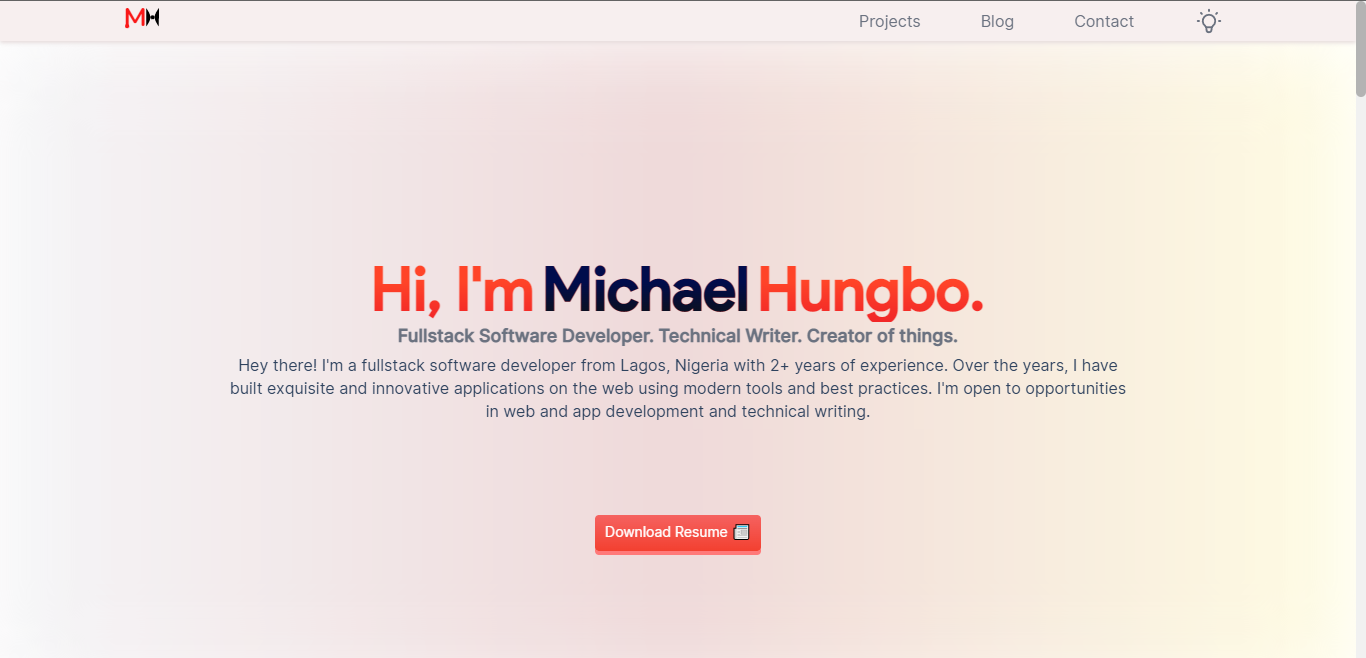 MH
Projects Blog Contact
Hi, I'm Michael Hungbo.
Fullstack Software Developer. Technical Writer. Creator of things.
Hey there! I'm a fullstack software developer from Lagos, Nigeria with 2+ years of experience. Over the years, I have
built exquisite and innovative applications on the web using modern tools and best practices. I'm open to opportunities
in web and app development and technical writing.
Download Resume